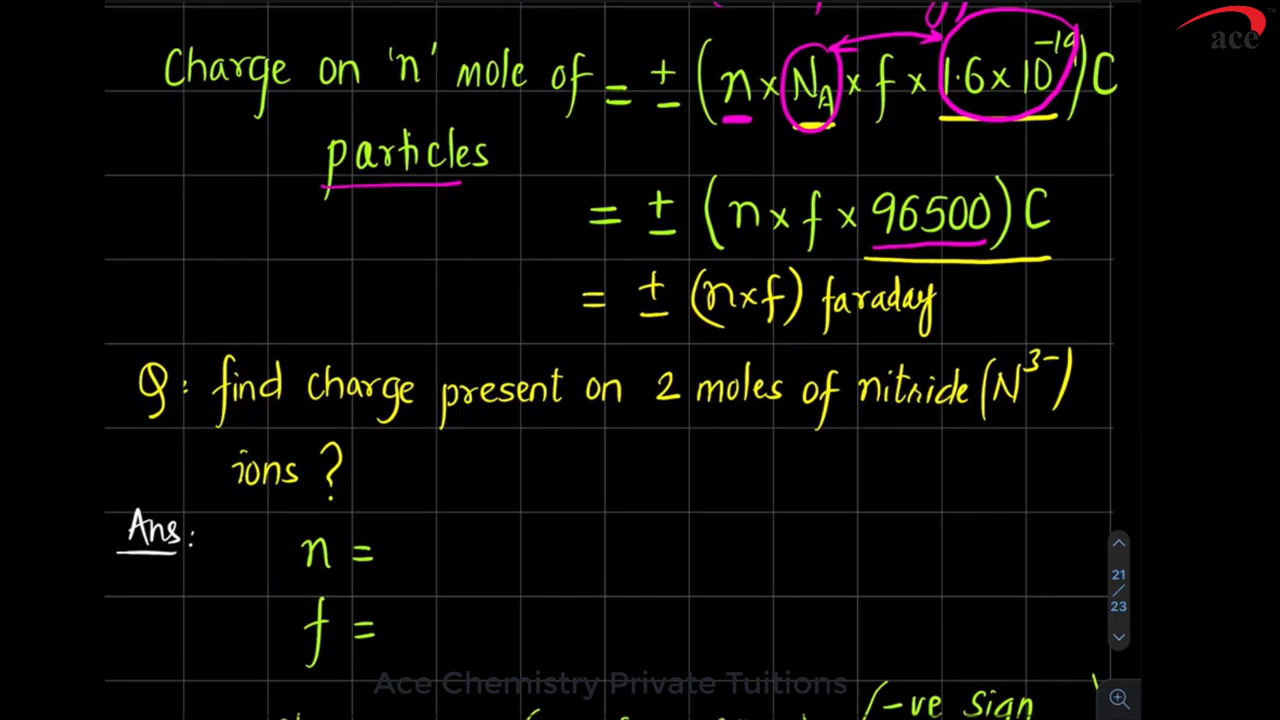 ace
Charge on 'n' mole of = ± (n × N_A × f × 1.6 × 10^-19) C
particles
= ± (n × f × 96500) C
= ± (n×f) faraday
Q: find charge present on 2 moles of nitride (N^3-)
ions ?
Ans:
n =
f =
21
/
23
Ace Chemistry Private Tuitions
(-ve sign